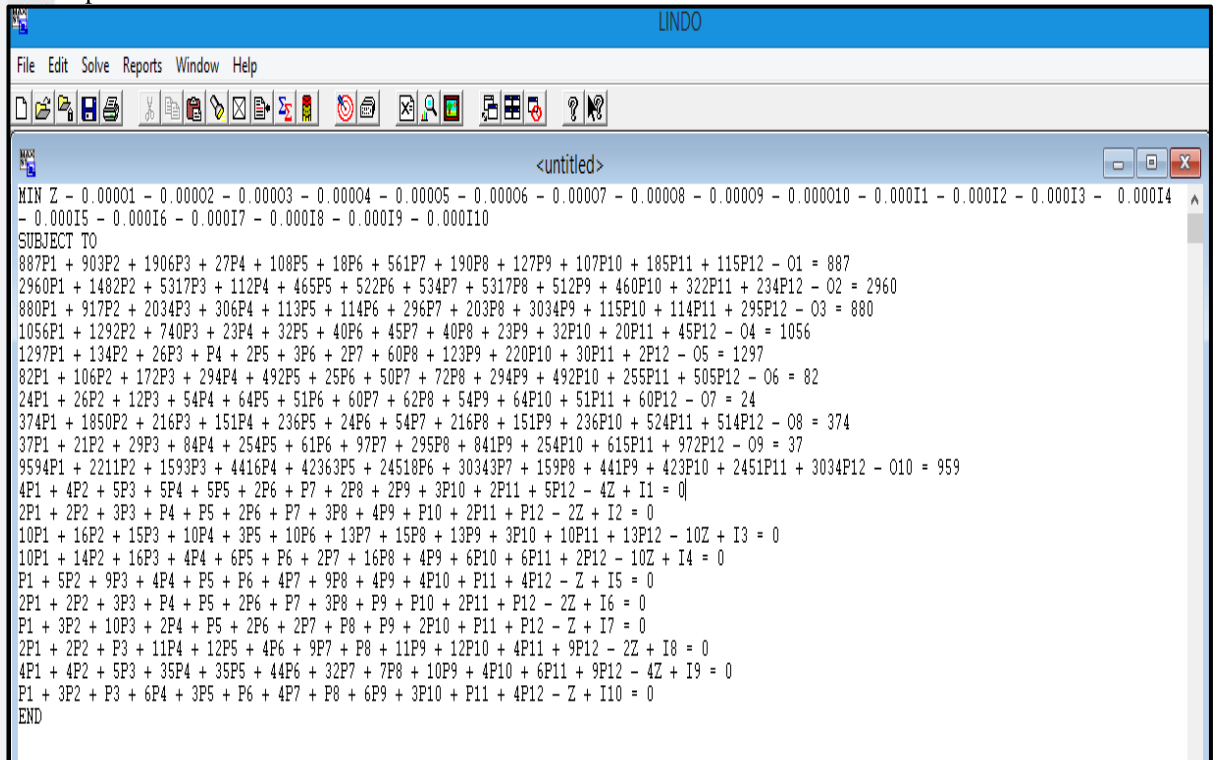 LINDO
File Edit Solve Reports Window Help
<untitled>
MIN Z - 0.000O1 - 0.000O2 - 0.000O3 - 0.000O4 - 0.000O5 - 0.000O6 - 0.000O7 - 0.000O8 - 0.000O9 - 0.000O10 - 0.000I1 - 0.000I2 - 0.000I3 - 0.000I4
- 0.000I5 - 0.000I6 - 0.000I7 - 0.000I8 - 0.000I9 - 0.000I10
SUBJECT TO
887P1 + 903P2 + 1906P3 + 27P4 + 108P5 + 18P6 + 561P7 + 190P8 + 127P9 + 107P10 + 185P11 + 115P12 - O1 = 887
2960P1 + 1482P2 + 5317P3 + 112P4 + 465P5 + 522P6 + 534P7 + 5317P8 + 512P9 + 460P10 + 322P11 + 234P12 - O2 = 2960
880P1 + 917P2 + 2034P3 + 306P4 + 113P5 + 114P6 + 296P7 + 203P8 + 3034P9 + 115P10 + 114P11 + 295P12 - O3 = 880
1056P1 + 1292P2 + 740P3 + 23P4 + 32P5 + 40P6 + 45P7 + 40P8 + 23P9 + 32P10 + 20P11 + 45P12 - O4 = 1056
1297P1 + 134P2 + 26P3 + P4 + 2P5 + 3P6 + 2P7 + 60P8 + 123P9 + 220P10 + 30P11 + 2P12 - O5 = 1297
82P1 + 106P2 + 172P3 + 294P4 + 492P5 + 25P6 + 50P7 + 72P8 + 294P9 + 492P10 + 255P11 + 505P12 - O6 = 82
24P1 + 26P2 + 12P3 + 54P4 + 64P5 + 51P6 + 60P7 + 62P8 + 54P9 + 64P10 + 51P11 + 60P12 - O7 = 24
374P1 + 1850P2 + 216P3 + 151P4 + 236P5 + 24P6 + 54P7 + 216P8 + 151P9 + 236P10 + 524P11 + 514P12 - O8 = 374
37P1 + 21P2 + 29P3 + 84P4 + 254P5 + 61P6 + 97P7 + 295P8 + 841P9 + 254P10 + 615P11 + 972P12 - O9 = 37
9594P1 + 2211P2 + 1593P3 + 4416P4 + 42363P5 + 24518P6 + 30343P7 + 159P8 + 441P9 + 423P10 + 2451P11 + 3034P12 - O10 = 959
4P1 + 4P2 + 5P3 + 5P4 + 5P5 + 2P6 + P7 + 2P8 + 2P9 + 3P10 + 2P11 + 5P12 - 4Z + I1 = 0
2P1 + 2P2 + 3P3 + P4 + P5 + 2P6 + P7 + 3P8 + 4P9 + P10 + 2P11 + P12 - 2Z + I2 = 0
10P1 + 16P2 + 15P3 + 10P4 + 3P5 + 10P6 + 13P7 + 15P8 + 13P9 + 3P10 + 10P11 + 13P12 - 10Z + I3 = 0
10P1 + 14P2 + 16P3 + 4P4 + 6P5 + P6 + 2P7 + 16P8 + 4P9 + 6P10 + 6P11 + 2P12 - 10Z + I4 = 0
P1 + 5P2 + 9P3 + 4P4 + P5 + P6 + 4P7 + 9P8 + 4P9 + 4P10 + P11 + 4P12 - Z + I5 = 0
2P1 + 2P2 + 3P3 + P4 + P5 + 2P6 + P7 + 3P8 + P9 + P10 + 2P11 + P12 - 2Z + I6 = 0
P1 + 3P2 + 10P3 + 2P4 + P5 + 2P6 + 2P7 + P8 + P9 + 2P10 + P11 + P12 - Z + I7 = 0
2P1 + 2P2 + P3 + 11P4 + 12P5 + 4P6 + 9P7 + P8 + 11P9 + 12P10 + 4P11 + 9P12 - 2Z + I8 = 0
4P1 + 4P2 + 5P3 + 35P4 + 35P5 + 44P6 + 32P7 + 7P8 + 10P9 + 4P10 + 6P11 + 9P12 - 4Z + I9 = 0
P1 + 3P2 + P3 + 6P4 + 3P5 + P6 + 4P7 + P8 + 6P9 + 3P10 + P11 + 4P12 - Z + I10 = 0
END